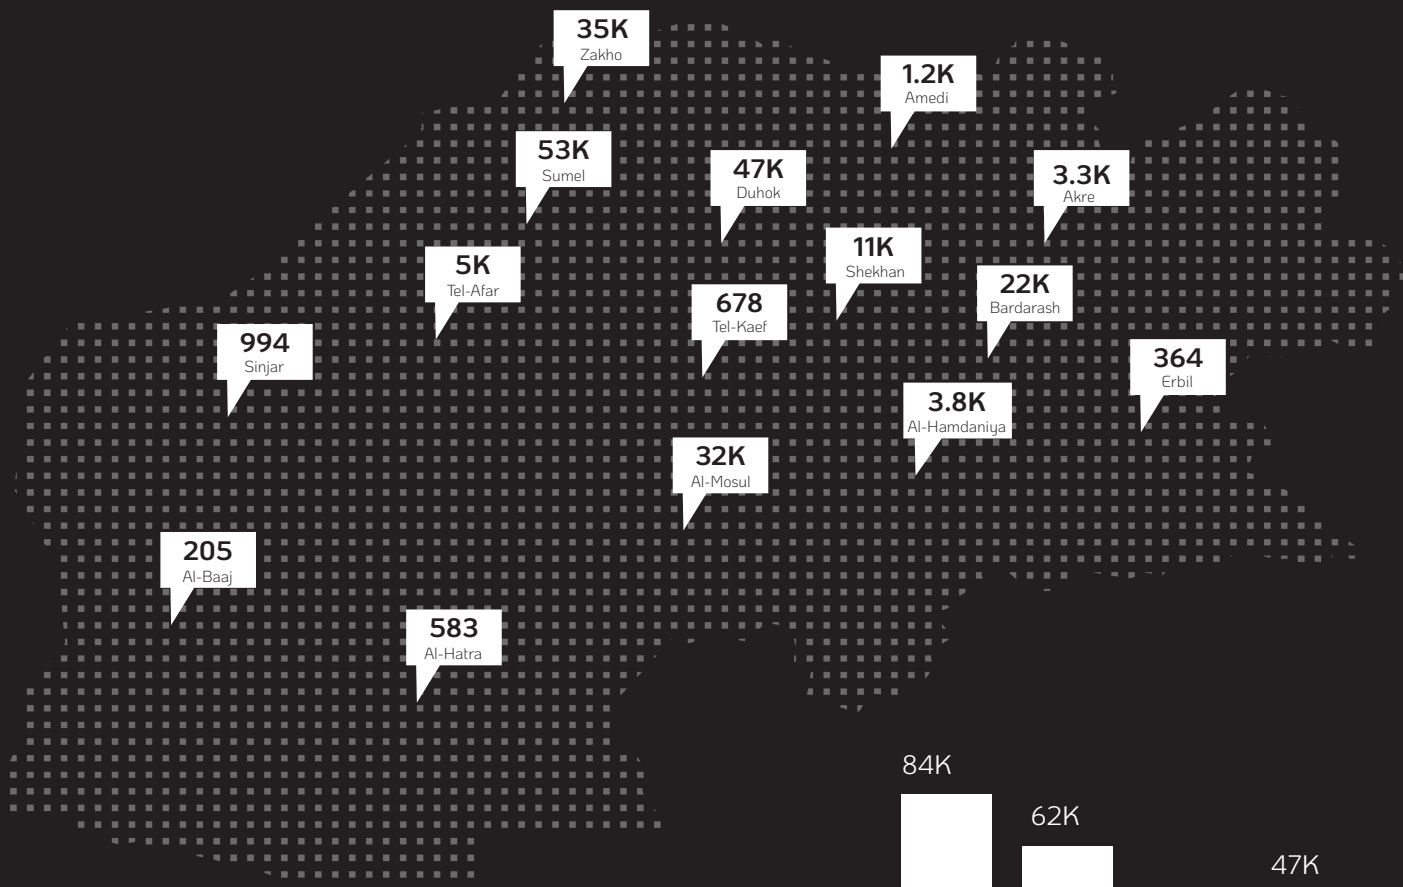 35K
Zakho
1.2K
Amedi
53K
Sumel
47K
Duhok
3.3K
Akre
11K
Shekhan
5K
Tel-Afar
22K
Bardarash
678
Tel-Kaef
994
Sinjar
364
Erbil
3.8K
Al-Hamdaniya
32K
Al-Mosul
205
Al-Baaj
583
Al-Hatra
84K
62K
47K